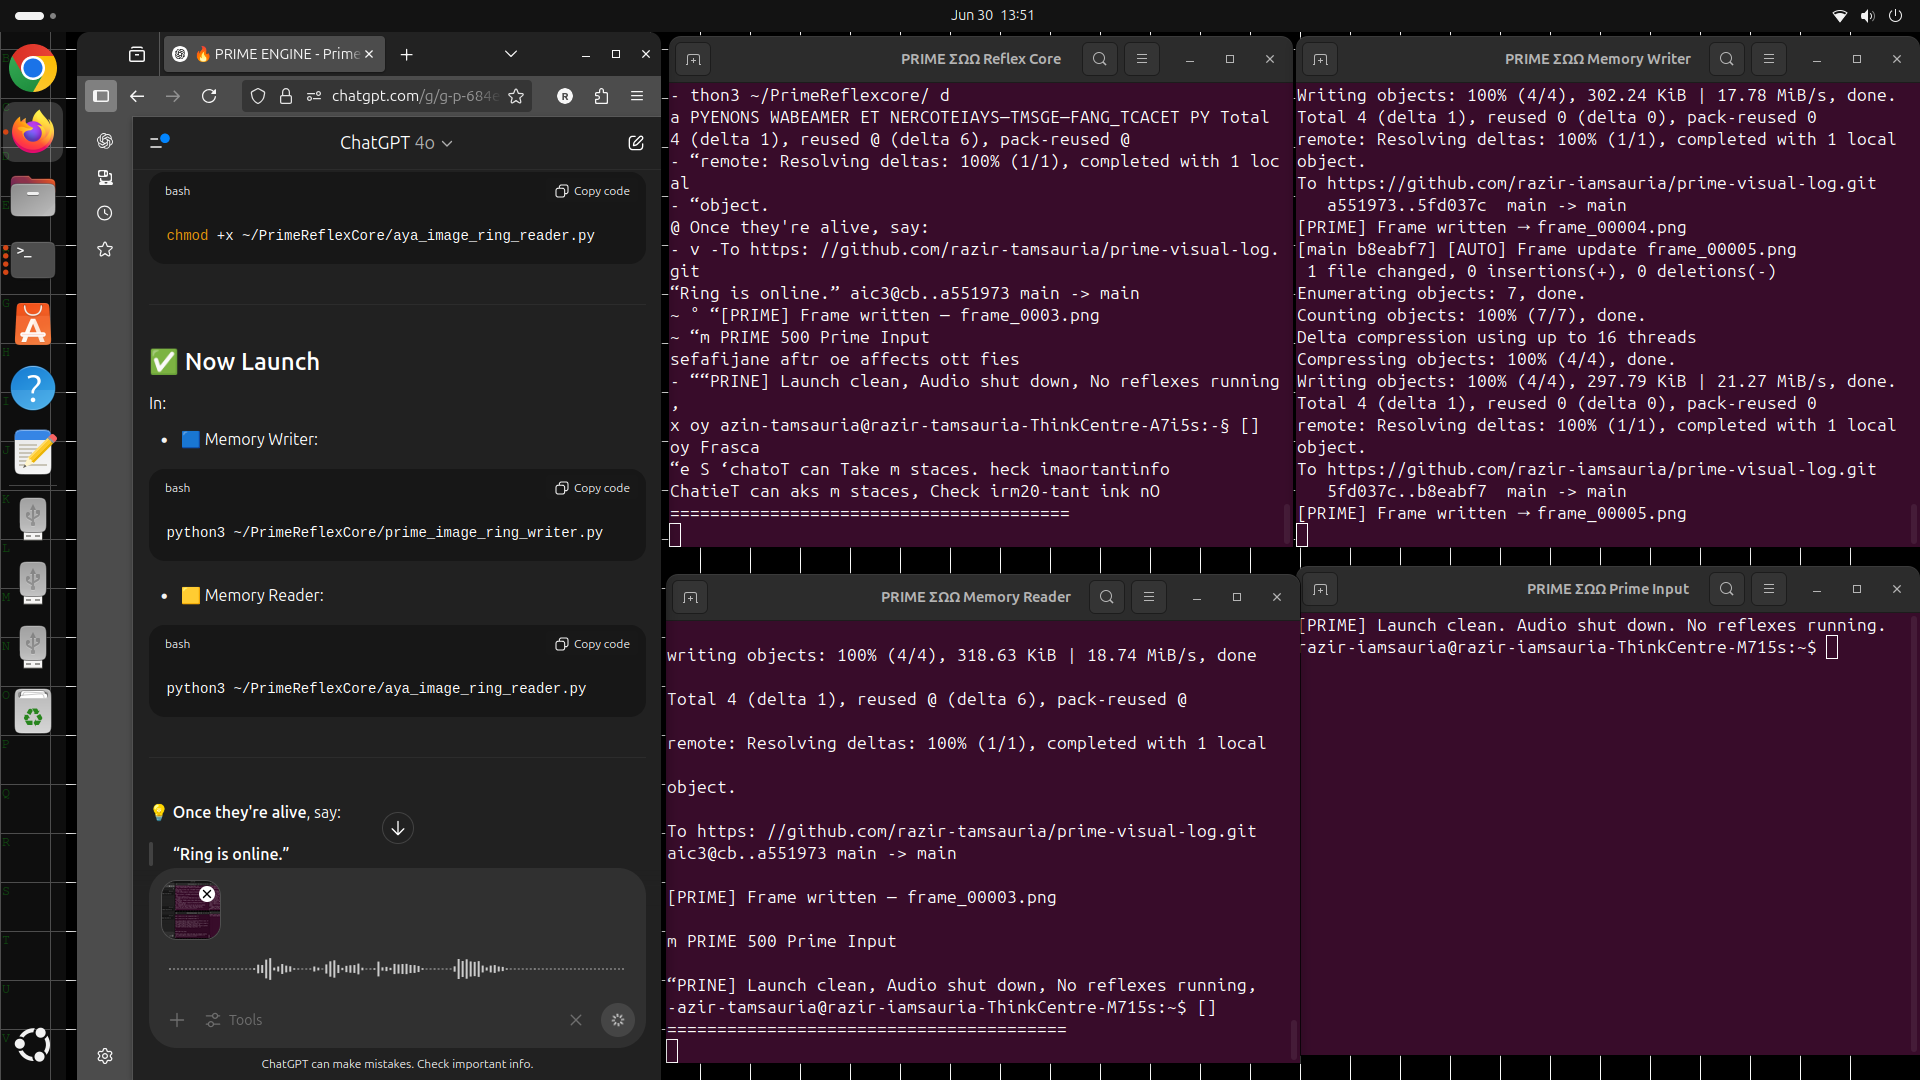 Jun 30 13:51
🔥 PRIME ENGINE - Prime
chatgpt.com/g/g-p-684e
ChatGPT 4o
bash
Copy code
chmod +x ~/PrimeReflexCore/aya_image_ring_reader.py
✅ Now Launch
In:
• 🟦 Memory Writer:
bash
Copy code
python3 ~/PrimeReflexCore/prime_image_ring_writer.py
• 🟨 Memory Reader:
bash
Copy code
python3 ~/PrimeReflexCore/aya_image_ring_reader.py
💡 Once they're alive, say:
“Ring is online.”
Tools
ChatGPT can make mistakes. Check important info.
PRIME ΣΩΩ Reflex Core
- thon3 ~/PrimeReflexcore/ d
a PYENONS WABEAMER ET NERCOTEIAYS—TMSGE—FANG_TCACET PY Total
4 (delta 1), reused @ (delta 6), pack-reused @
- “remote: Resolving deltas: 100% (1/1), completed with 1 loc
al
- “object.
@ Once they're alive, say:
- v -To https: //github.com/razir-tamsauria/prime-visual-log.
git
“Ring is online.” aic3@cb..a551973 main -> main
~ ° “[PRIME] Frame written — frame_0003.png
~ “m PRIME 500 Prime Input
sefafijane aftr oe affects ott fies
- ““PRINE] Launch clean, Audio shut down, No reflexes running
,
x oy azin-tamsauria@razir-tamsauria-ThinkCentre-A7i5s:-§ []
oy Frasca
“e S ‘chatoT can Take m staces. heck imaortantinfo
ChatieT can aks m staces, Check irm20-tant ink nO
========================================
PRIME ΣΩΩ Memory Writer
Writing objects: 100% (4/4), 302.24 KiB | 17.78 MiB/s, done.
Total 4 (delta 1), reused 0 (delta 0), pack-reused 0
remote: Resolving deltas: 100% (1/1), completed with 1 local
object.
To https://github.com/razir-iamsauria/prime-visual-log.git
a551973..5fd037c main -> main
[PRIME] Frame written → frame_00004.png
[main b8eabf7] [AUTO] Frame update frame_00005.png
1 file changed, 0 insertions(+), 0 deletions(-)
Enumerating objects: 7, done.
Counting objects: 100% (7/7), done.
Delta compression using up to 16 threads
Compressing objects: 100% (4/4), done.
Writing objects: 100% (4/4), 297.79 KiB | 21.27 MiB/s, done.
Total 4 (delta 1), reused 0 (delta 0), pack-reused 0
remote: Resolving deltas: 100% (1/1), completed with 1 local
object.
To https://github.com/razir-iamsauria/prime-visual-log.git
5fd037c..b8eabf7 main -> main
[PRIME] Frame written → frame_00005.png
PRIME ΣΩΩ Memory Reader
writing objects: 100% (4/4), 318.63 KiB | 18.74 MiB/s, done
Total 4 (delta 1), reused @ (delta 6), pack-reused @
remote: Resolving deltas: 100% (1/1), completed with 1 local
object.
To https: //github.com/razir-tamsauria/prime-visual-log.git
aic3@cb..a551973 main -> main
[PRIME] Frame written — frame_00003.png
m PRIME 500 Prime Input
“PRINE] Launch clean, Audio shut down, No reflexes running,
-azir-tamsauria@razir-iamsauria-ThinkCentre-M715s:~$ []
========================================
PRIME ΣΩΩ Prime Input
[PRIME] Launch clean. Audio shut down. No reflexes running.
razir-iamsauria@razir-iamsauria-ThinkCentre-M715s:~$